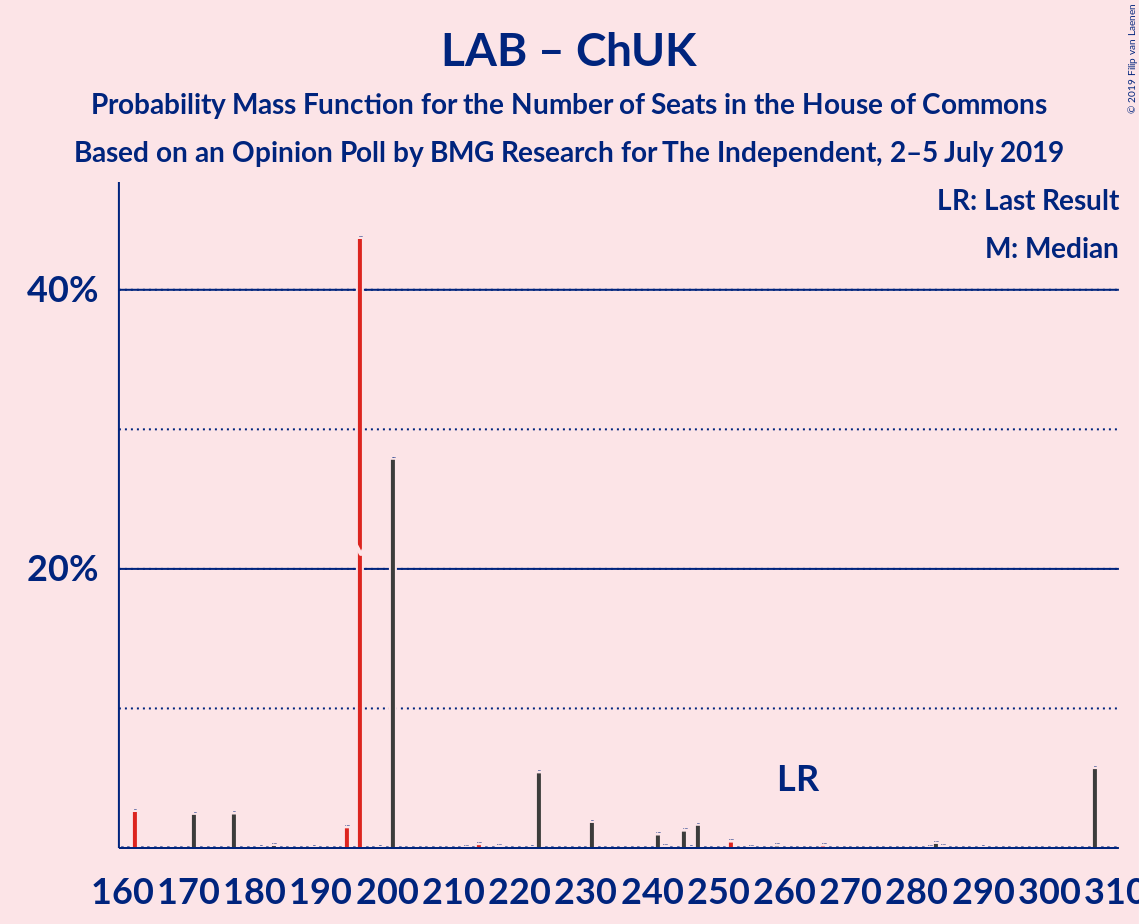 LAB – ChUK
Probability Mass Function for the Number of Seats in the House of Commons
Based on an Opinion Poll by BMG Research for The Independent, 2–5 July 2019
© 2019 Filip van Laenen
LR: Last Result
M: Median
40%
20%
LR
160 170 180 190 200 210 220 230 240 250 260 270 280 290 300 310